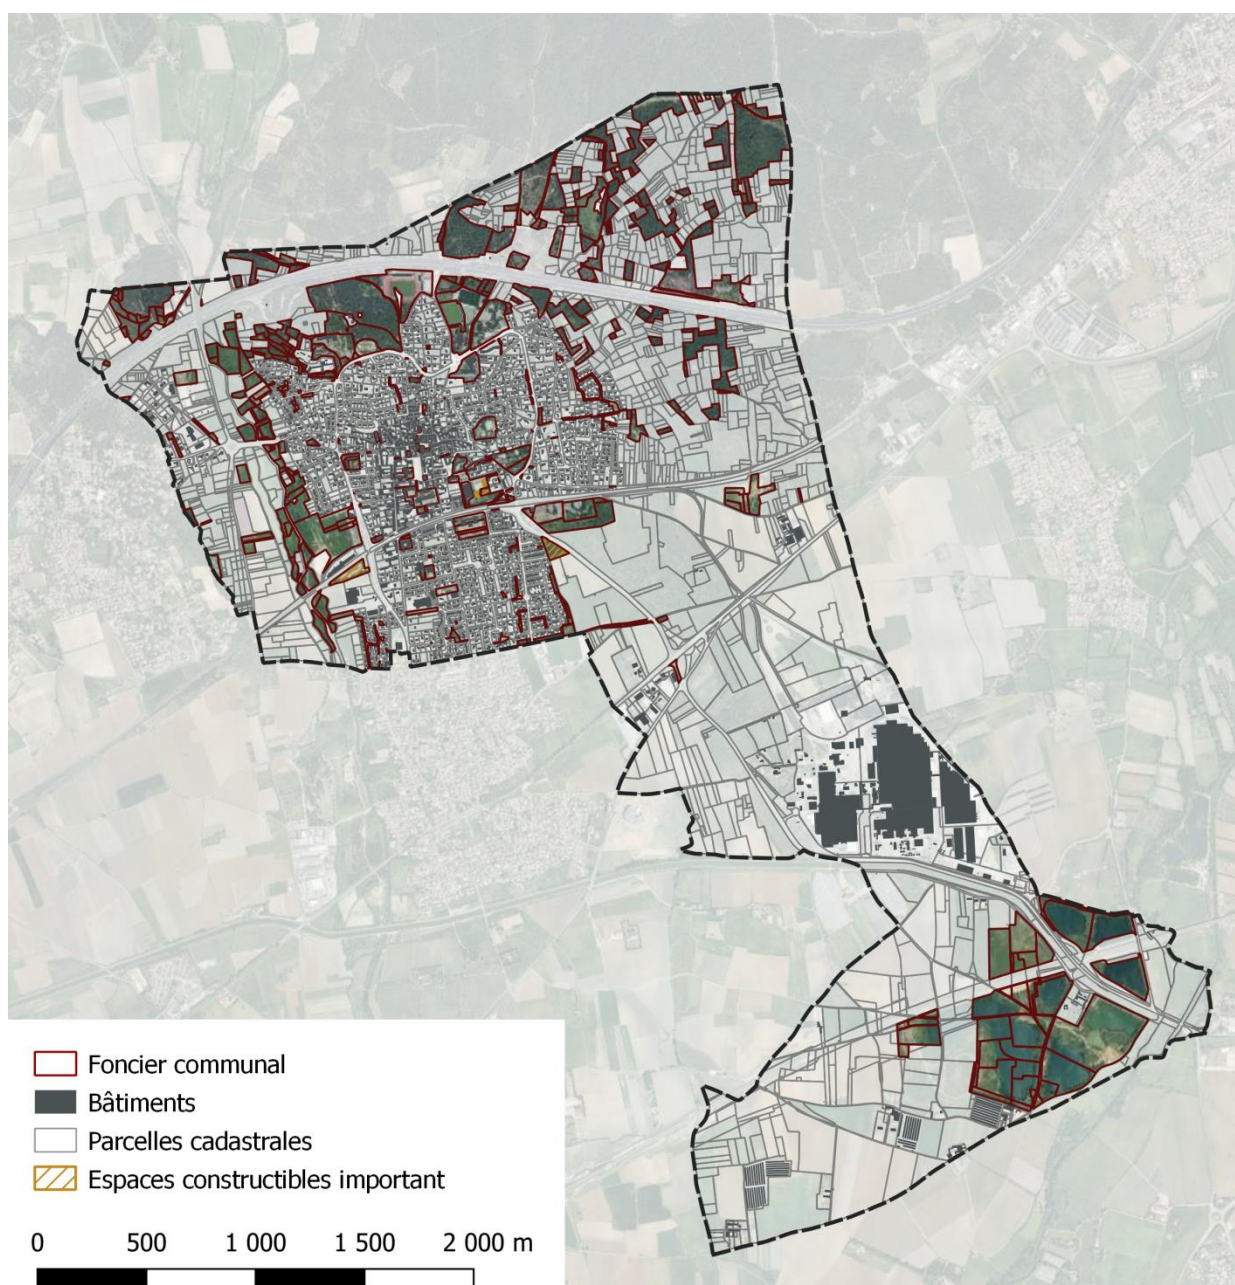 Foncier communal
Bâtiments
Parcelles cadastrales
Espaces constructibles important
0 500 1 000 1 500 2 000 m